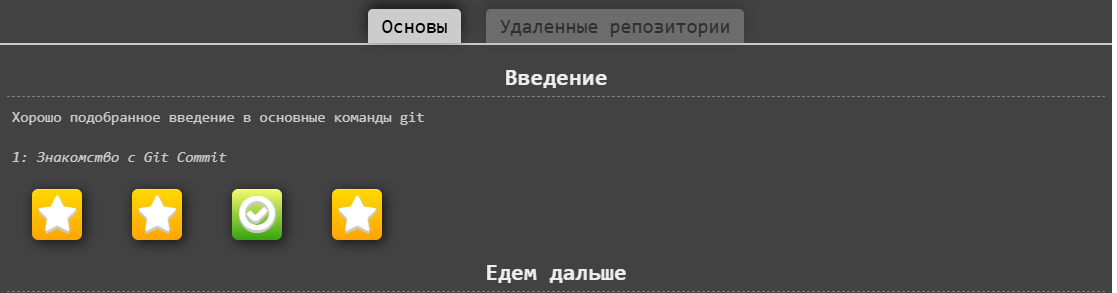 Основы Удаленные репозитории
Введение
Хорошо подобранное введение в основные команды git
1: Знакомство с Git Commit
Едем дальше